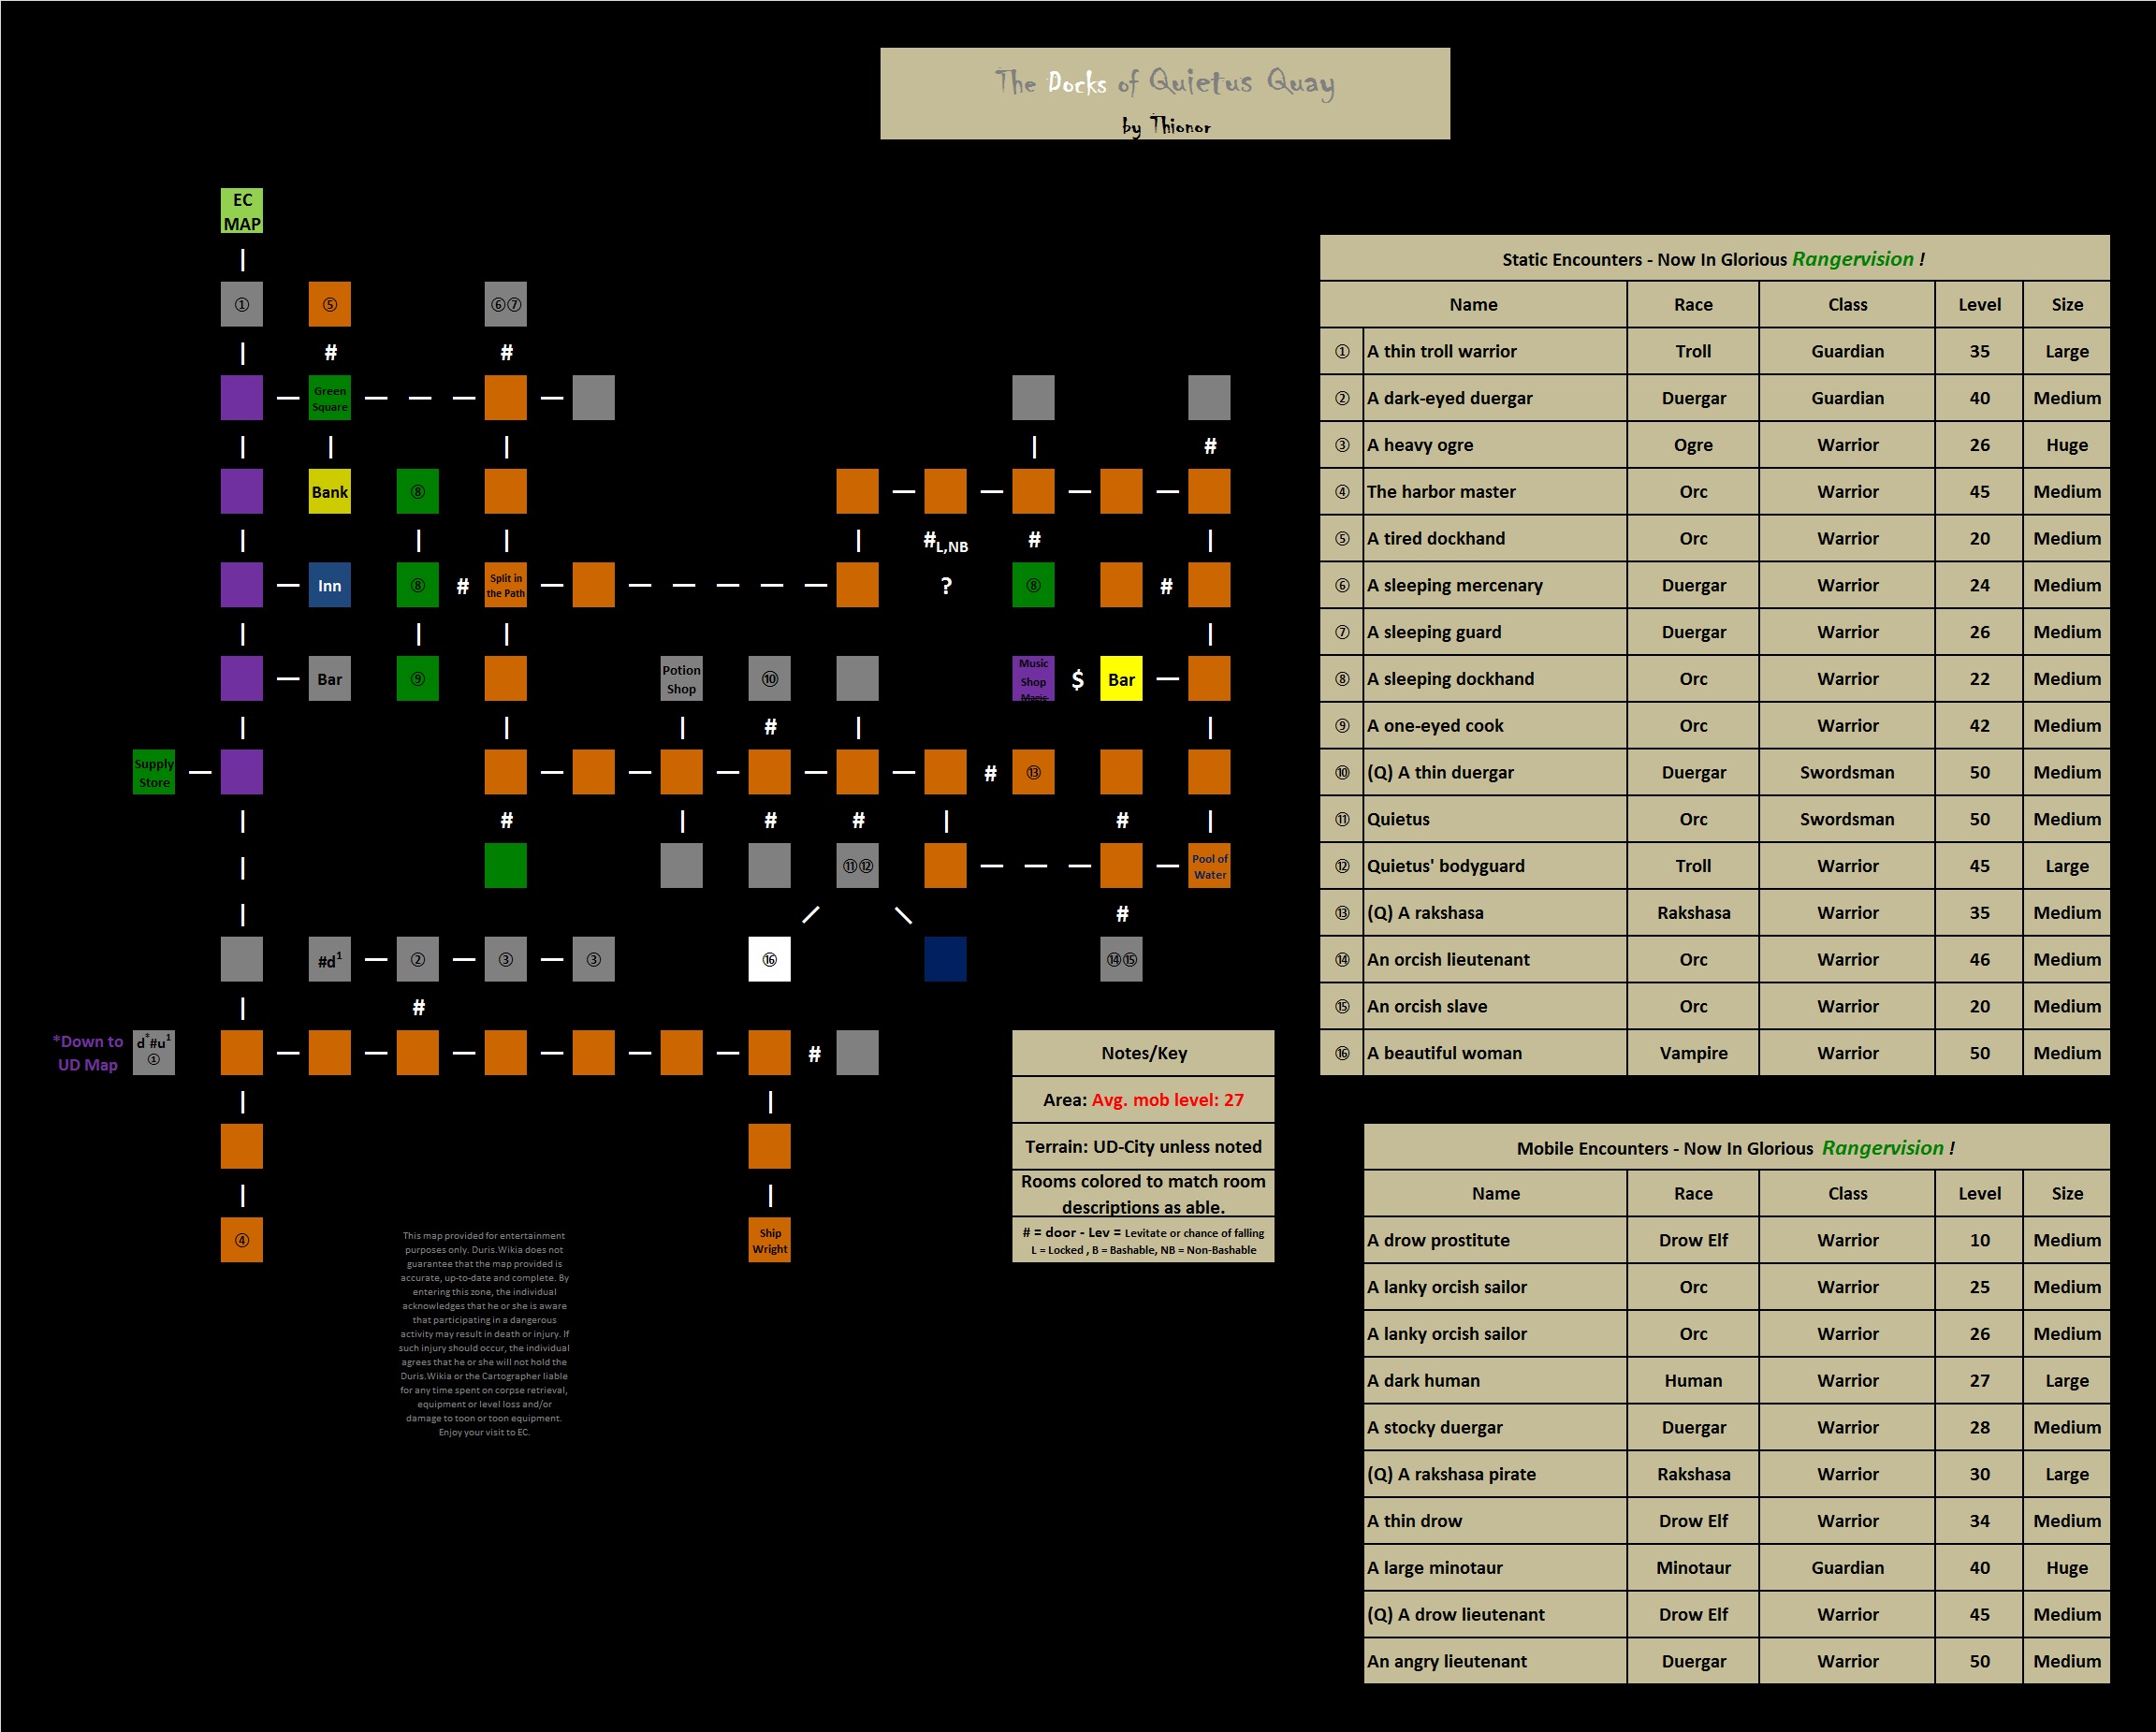 The Docks of Quietus Quay
by Thionor
EC
MAP
|
① ⑤ ⑥⑦
| # #
— Green
Square — — — —
| | | | #
Bank ⑧ — — — —
| | | | #L,NB # |
— Inn ⑧ # Split in
the Path — — — — — — ? ⑧ #
| | | |
— Bar ⑨ Potion
Shop ⑩ Music
Shop
Magic $ Bar —
| | | # | |
Supply
Store — — — — — — # ⑬
| # | # # | # |
| ⑪⑫ — — — — Pool of
Water
| / \ #
#d1 — ② — ③ — ③ ⑯ ⑭⑮
| #
*Down to
UD Map
d*#u1
①
— — — — — — #
| |
| |
④ Ship
Wright
Notes/Key
Area: Avg. mob level: 27
Terrain: UD-City unless noted
Rooms colored to match room
descriptions as able.
# = door - Lev = Levitate or chance of falling
L = Locked , B = Bashable, NB = Non-Bashable
This map provided for entertainment
purposes only. Duris.Wikia does not
guarantee that the map provided is
accurate, up-to-date and complete. By
entering this zone, the individual
acknowledges that he or she is aware
that participating in a dangerous
activity may result in death or injury. If
such injury should occur, the individual
agrees that he or she will not hold the
Duris.Wikia or the Cartographer liable
for any time spent on corpse retrieval,
equipment or level loss and/or
damage to toon or toon equipment.
Enjoy your visit to EC.
Static Encounters - Now In Glorious Rangervision !
Name Race Class Level Size
① A thin troll warrior Troll Guardian 35 Large
② A dark-eyed duergar Duergar Guardian 40 Medium
③ A heavy ogre Ogre Warrior 26 Huge
④ The harbor master Orc Warrior 45 Medium
⑤ A tired dockhand Orc Warrior 20 Medium
⑥ A sleeping mercenary Duergar Warrior 24 Medium
⑦ A sleeping guard Duergar Warrior 26 Medium
⑧ A sleeping dockhand Orc Warrior 22 Medium
⑨ A one-eyed cook Orc Warrior 42 Medium
⑩ (Q) A thin duergar Duergar Swordsman 50 Medium
⑪ Quietus Orc Swordsman 50 Medium
⑫ Quietus' bodyguard Troll Warrior 45 Large
⑬ (Q) A rakshasa Rakshasa Warrior 35 Medium
⑭ An orcish lieutenant Orc Warrior 46 Medium
⑮ An orcish slave Orc Warrior 20 Medium
⑯ A beautiful woman Vampire Warrior 50 Medium
Mobile Encounters - Now In Glorious Rangervision !
Name Race Class Level Size
A drow prostitute Drow Elf Warrior 10 Medium
A lanky orcish sailor Orc Warrior 25 Medium
A lanky orcish sailor Orc Warrior 26 Medium
A dark human Human Warrior 27 Large
A stocky duergar Duergar Warrior 28 Medium
(Q) A rakshasa pirate Rakshasa Warrior 30 Large
A thin drow Drow Elf Warrior 34 Medium
A large minotaur Minotaur Guardian 40 Huge
(Q) A drow lieutenant Drow Elf Warrior 45 Medium
An angry lieutenant Duergar Warrior 50 Medium